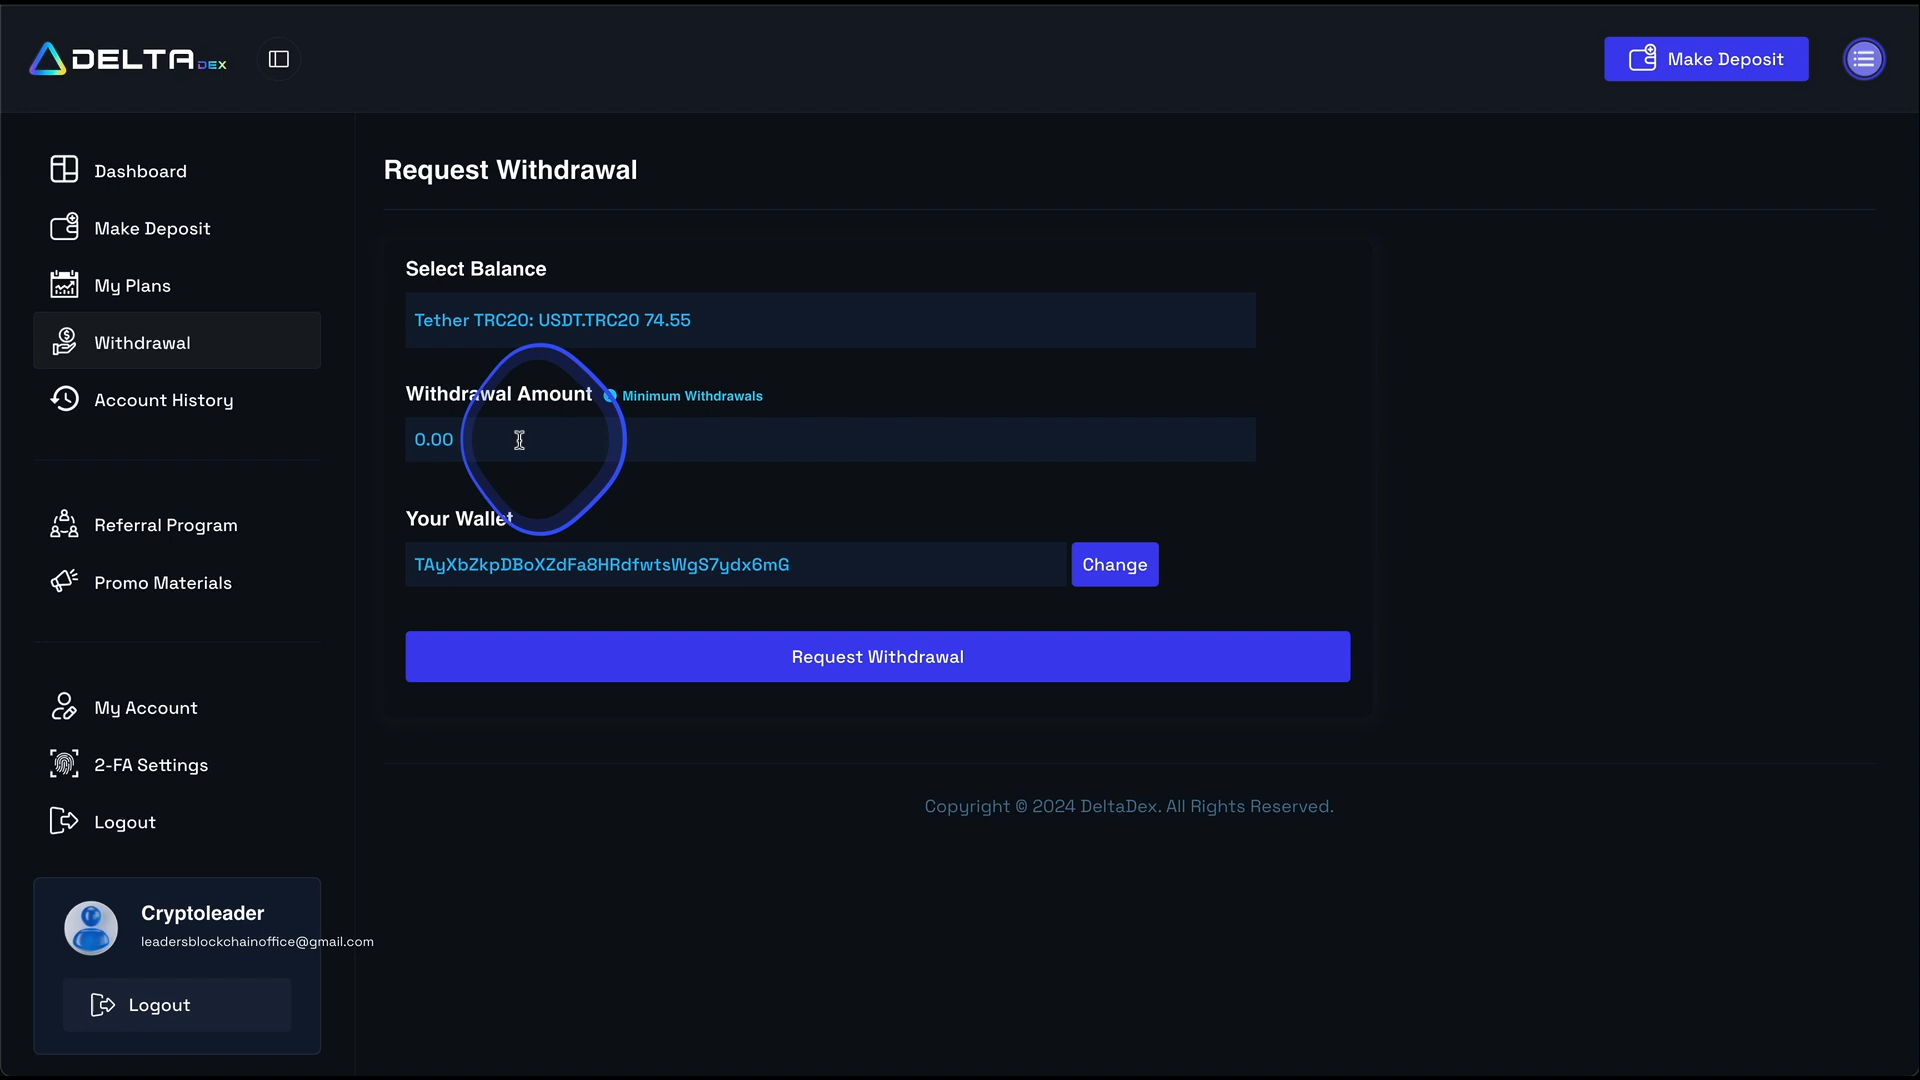 DELTA DEX
Make Deposit
Dashboard
Make Deposit
My Plans
Withdrawal
Account History
Referral Program
Promo Materials
My Account
2-FA Settings
Logout
Cryptoleader
leadersblockchainoffice@gmail.com
Logout
Request Withdrawal
Select Balance
Tether TRC20: USDT.TRC20 74.55
Withdrawal Amount Minimum Withdrawals
0.00
Your Wallet
TAyXbZkpDBoXZdFa8HRdfwtsWgS7ydx6mG Change
Request Withdrawal
Copyright © 2024 DeltaDex. All Rights Reserved.